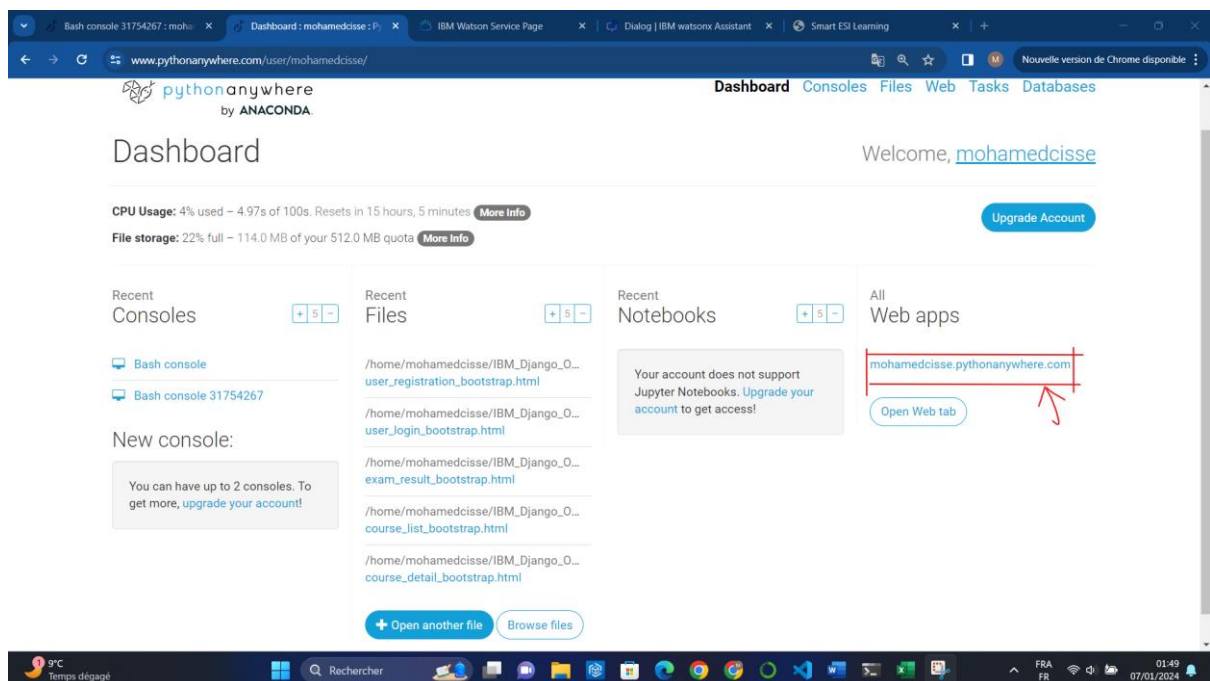 Bash console 31754267 : moha
Dashboard : mohamedcisse : Py
IBM Watson Service Page
Dialog | IBM watsonx Assistant
Smart ESI Learning
www.pythonanywhere.com/user/mohamedcisse/
M
Nouvelle version de Chrome disponible
pythonanywhere
by ANACONDA.
Dashboard Consoles Files Web Tasks Databases
Dashboard
Welcome, mohamedcisse
CPU Usage: 4% used – 4.97s of 100s. Resets in 15 hours, 5 minutes More Info
File storage: 22% full – 114.0 MB of your 512.0 MB quota More Info
Upgrade Account
Recent
Consoles
+ 5 -
Bash console
Bash console 31754267
New console:
You can have up to 2 consoles. To
get more, upgrade your account!
Recent
Files
+ 5 -
/home/mohamedcisse/IBM_Django_O...
user_registration_bootstrap.html
/home/mohamedcisse/IBM_Django_O...
user_login_bootstrap.html
/home/mohamedcisse/IBM_Django_O...
exam_result_bootstrap.html
/home/mohamedcisse/IBM_Django_O...
course_list_bootstrap.html
/home/mohamedcisse/IBM_Django_O...
course_detail_bootstrap.html
+ Open another file
Browse files
Recent
Notebooks
+ 5 -
Your account does not support
Jupyter Notebooks. Upgrade your
account to get access!
All
Web apps
mohamedcisse.pythonanywhere.com
Open Web tab
1
9°C
Temps dégagé
Rechercher
FRA
FR
01:49
07/01/2024